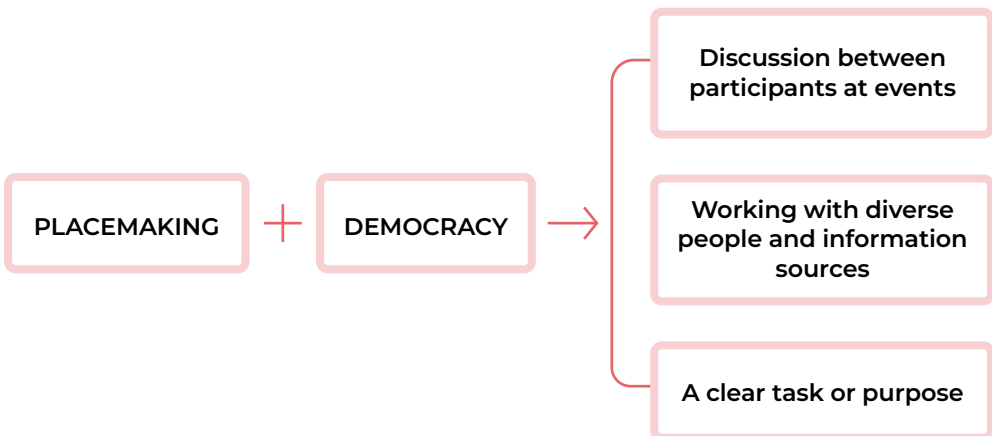 Discussion between
participants at events
PLACEMAKING + DEMOCRACY
Working with diverse
people and information
sources
A clear task or purpose